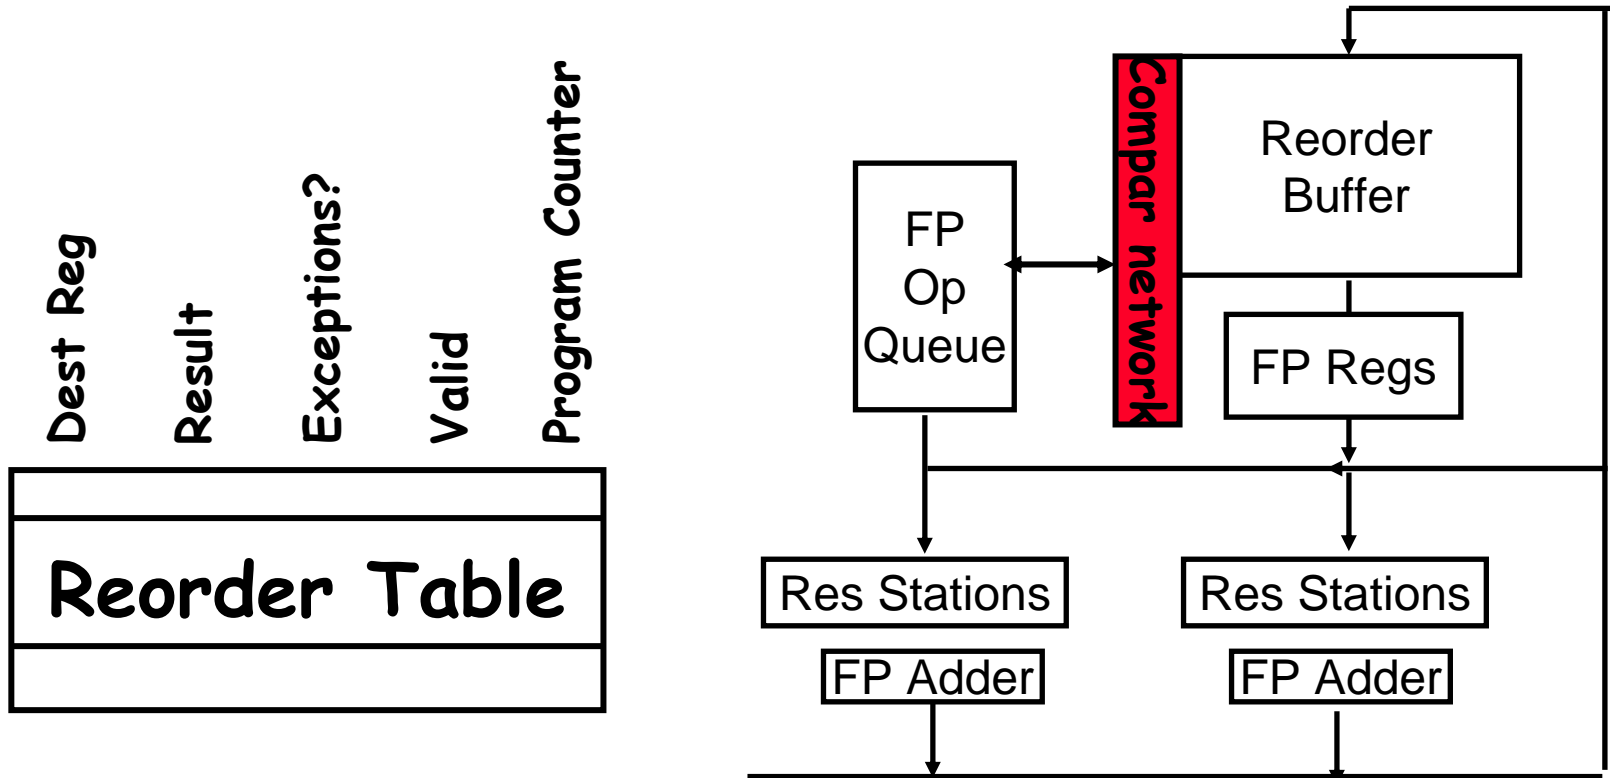 Dest Reg
Result
Exceptions?
Valid
Program Counter
Reorder Table
Compar network
Reorder
Buffer
FP
Op
Queue
FP Regs
Res Stations
Res Stations
FP Adder
FP Adder